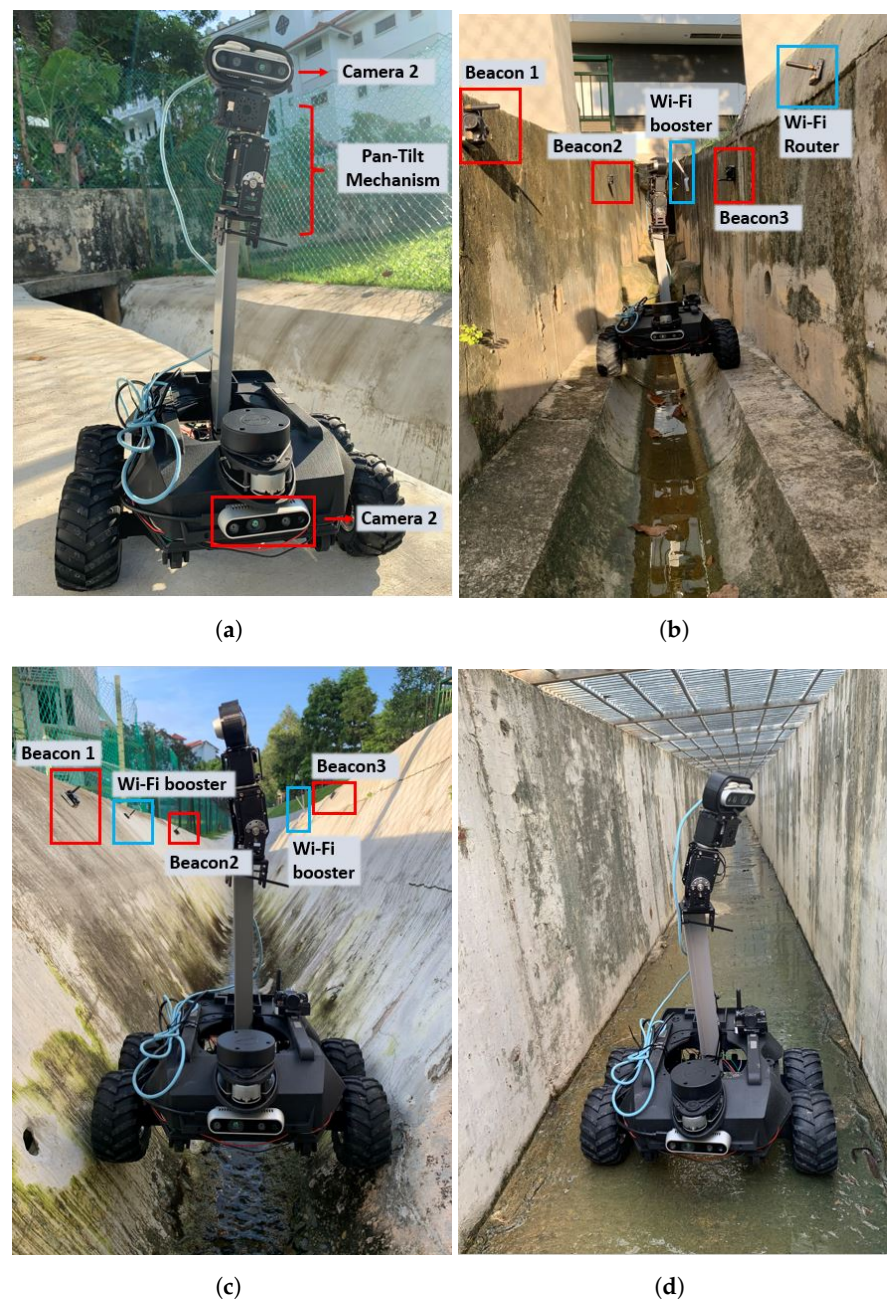 Camera 2
Pan-Tilt
Mechanism
Camera 2
(a)
Beacon 1
Wi-Fi
booster
Beacon2
Wi-Fi
Router
Beacon3
(b)
Beacon 1
Wi-Fi booster
Beacon2
Beacon3
Wi-Fi
booster
(c)
(d)